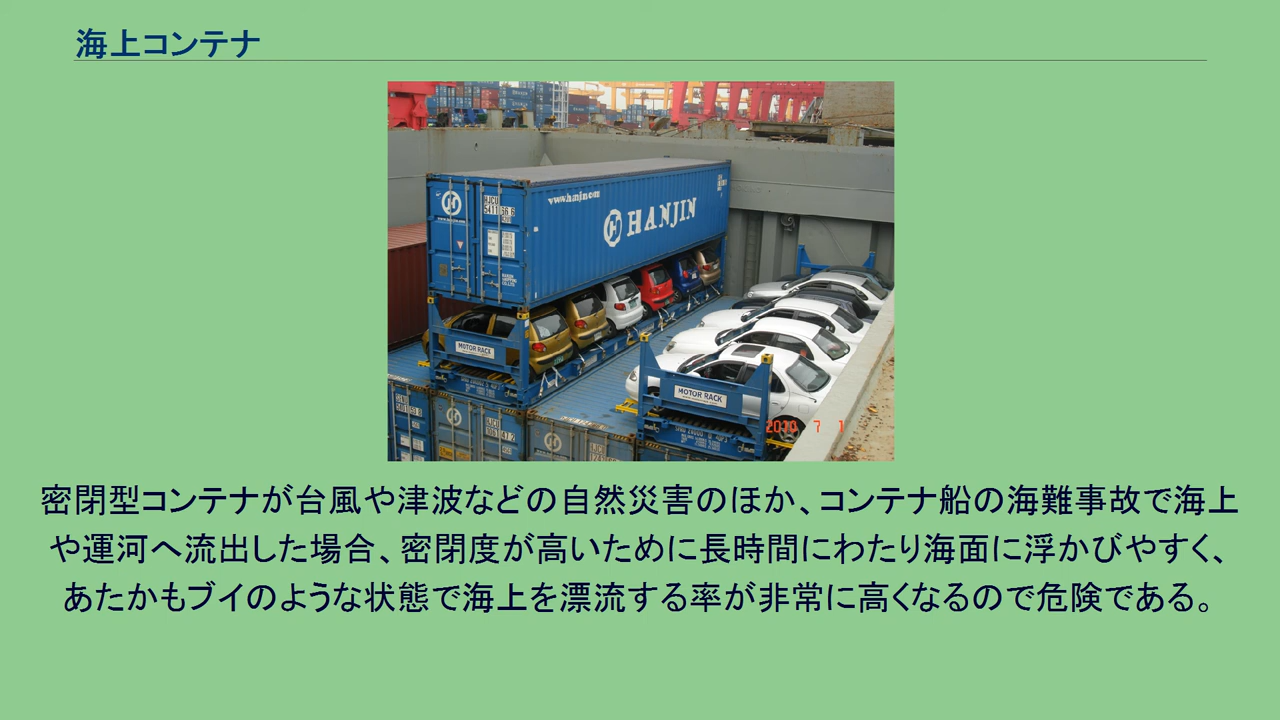 海上コンテナ
www.hanjin.com
HANJIN
MOTOR RACK
MOTOR RACK
2010 7 1
密閉型コンテナが台風や津波などの自然災害のほか、コンテナ船の海難事故で海上
や運河へ流出した場合、密閉度が高いために長時間にわたり海面に浮かびやすく、
あたかもブイのような状態で海上を漂流する率が非常に高くなるので危険である。